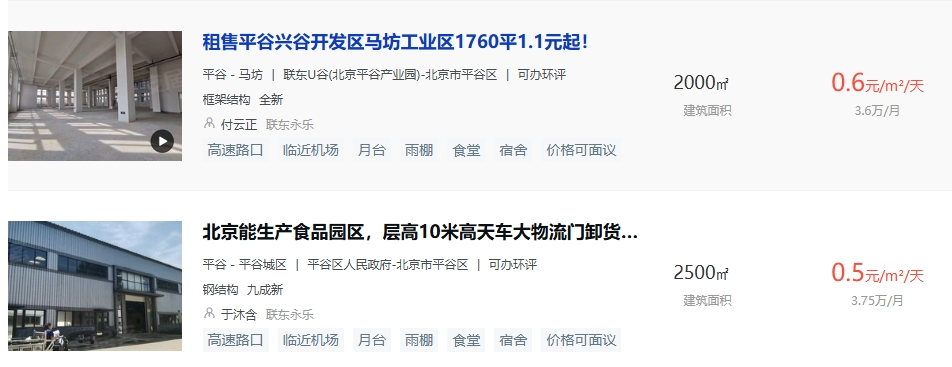 租售平谷兴谷开发区马坊工业区1760平1.1元起！
平谷 - 马坊 | 联东U谷(北京平谷产业园)-北京市平谷区 | 可办环评
框架结构 全新
付云正 联东永乐
高速路口 临近机场 月台 雨棚 食堂 宿舍 价格可面议
2000㎡
建筑面积
0.6元/m²/天
3.6万/月
北京能生产食品园区，层高10米高天车大物流门卸货...
平谷 - 平谷城区 | 平谷区人民政府-北京市平谷区 | 可办环评
钢结构 九成新
于沐含 联东永乐
高速路口 临近机场 月台 雨棚 食堂 宿舍 价格可面议
2500㎡
建筑面积
0.5元/m²/天
3.75万/月